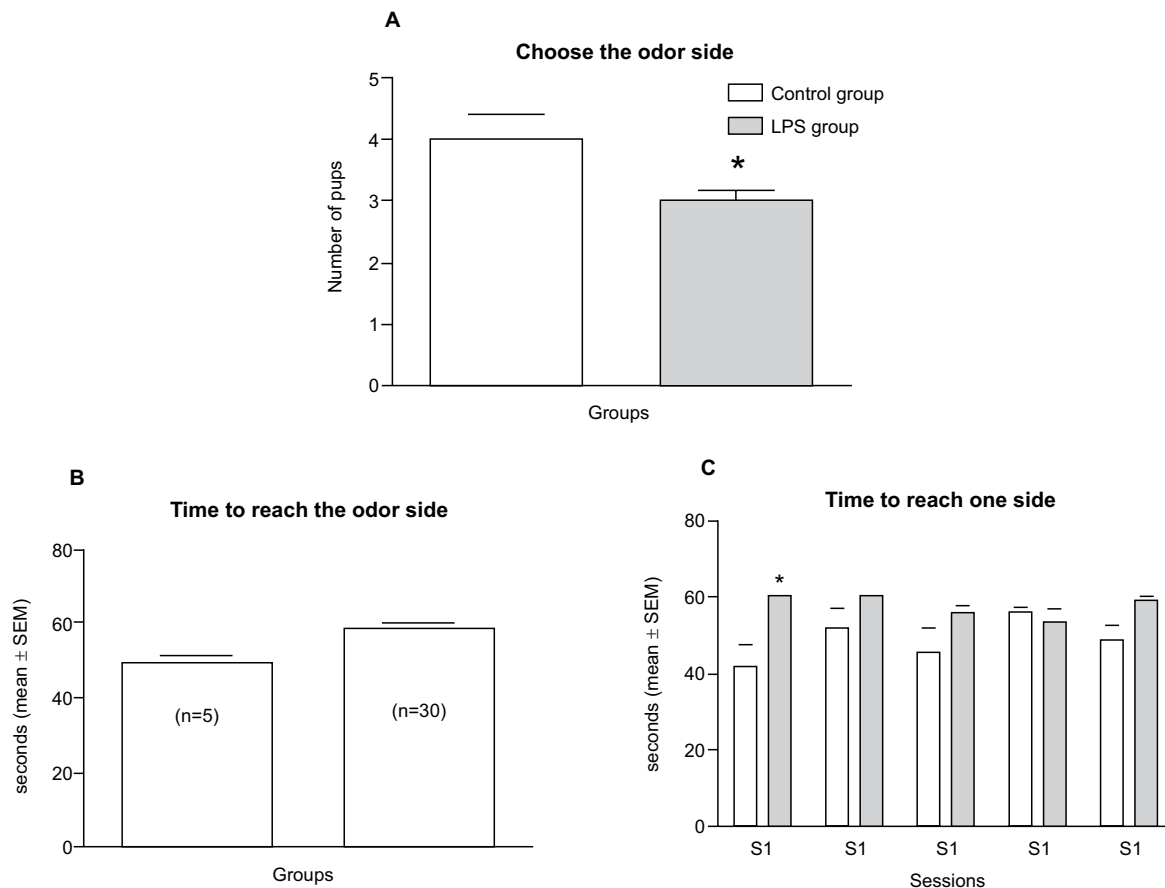 A
Choose the odor side
5
4
3
2
1
0
Number of pups
Control group
LPS group
*
Groups
B
Time to reach the odor side
80
60
40
20
0
seconds (mean ± SEM)
(n=5)
(n=30)
Groups
C
Time to reach one side
80
60
40
20
0
seconds (mean ± SEM)
*
S1 S1 S1 S1 S1
Sessions